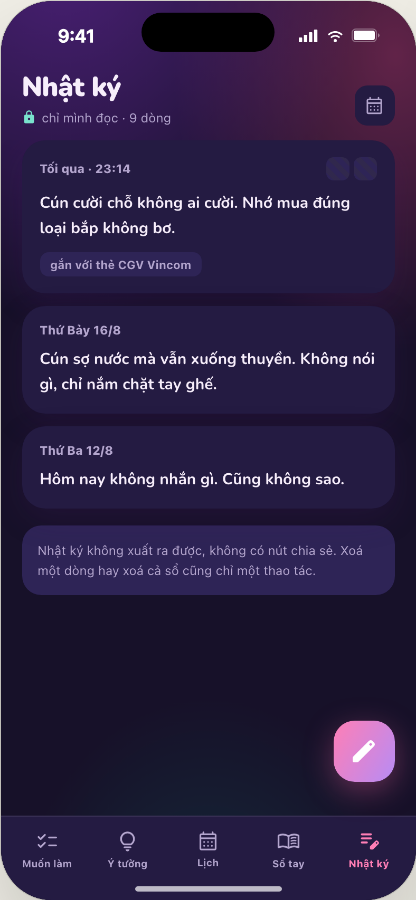 9:41
Nhật ký
chỉ mình đọc · 9 dòng
Tối qua · 23:14
Cún cười chỗ không ai cười. Nhớ mua đúng
loại bắp không bơ.
gắn với thẻ CGV Vincom
Thứ Bảy 16/8
Cún sợ nước mà vẫn xuống thuyền. Không nói
gì, chỉ nắm chặt tay ghế.
Thứ Ba 12/8
Hôm nay không nhắn gì. Cũng không sao.
Nhật ký không xuất ra được, không có nút chia sẻ. Xoá
một dòng hay xoá cả sổ cũng chỉ một thao tác.
Muốn làm
Ý tưởng
Lịch
Sổ tay
Nhật ký